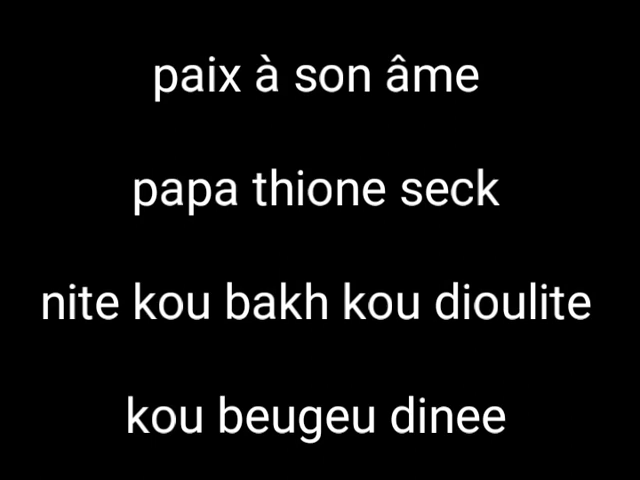 paix à son âme
papa thione seck
nite kou bakh kou dioulite
kou beugeu dinee